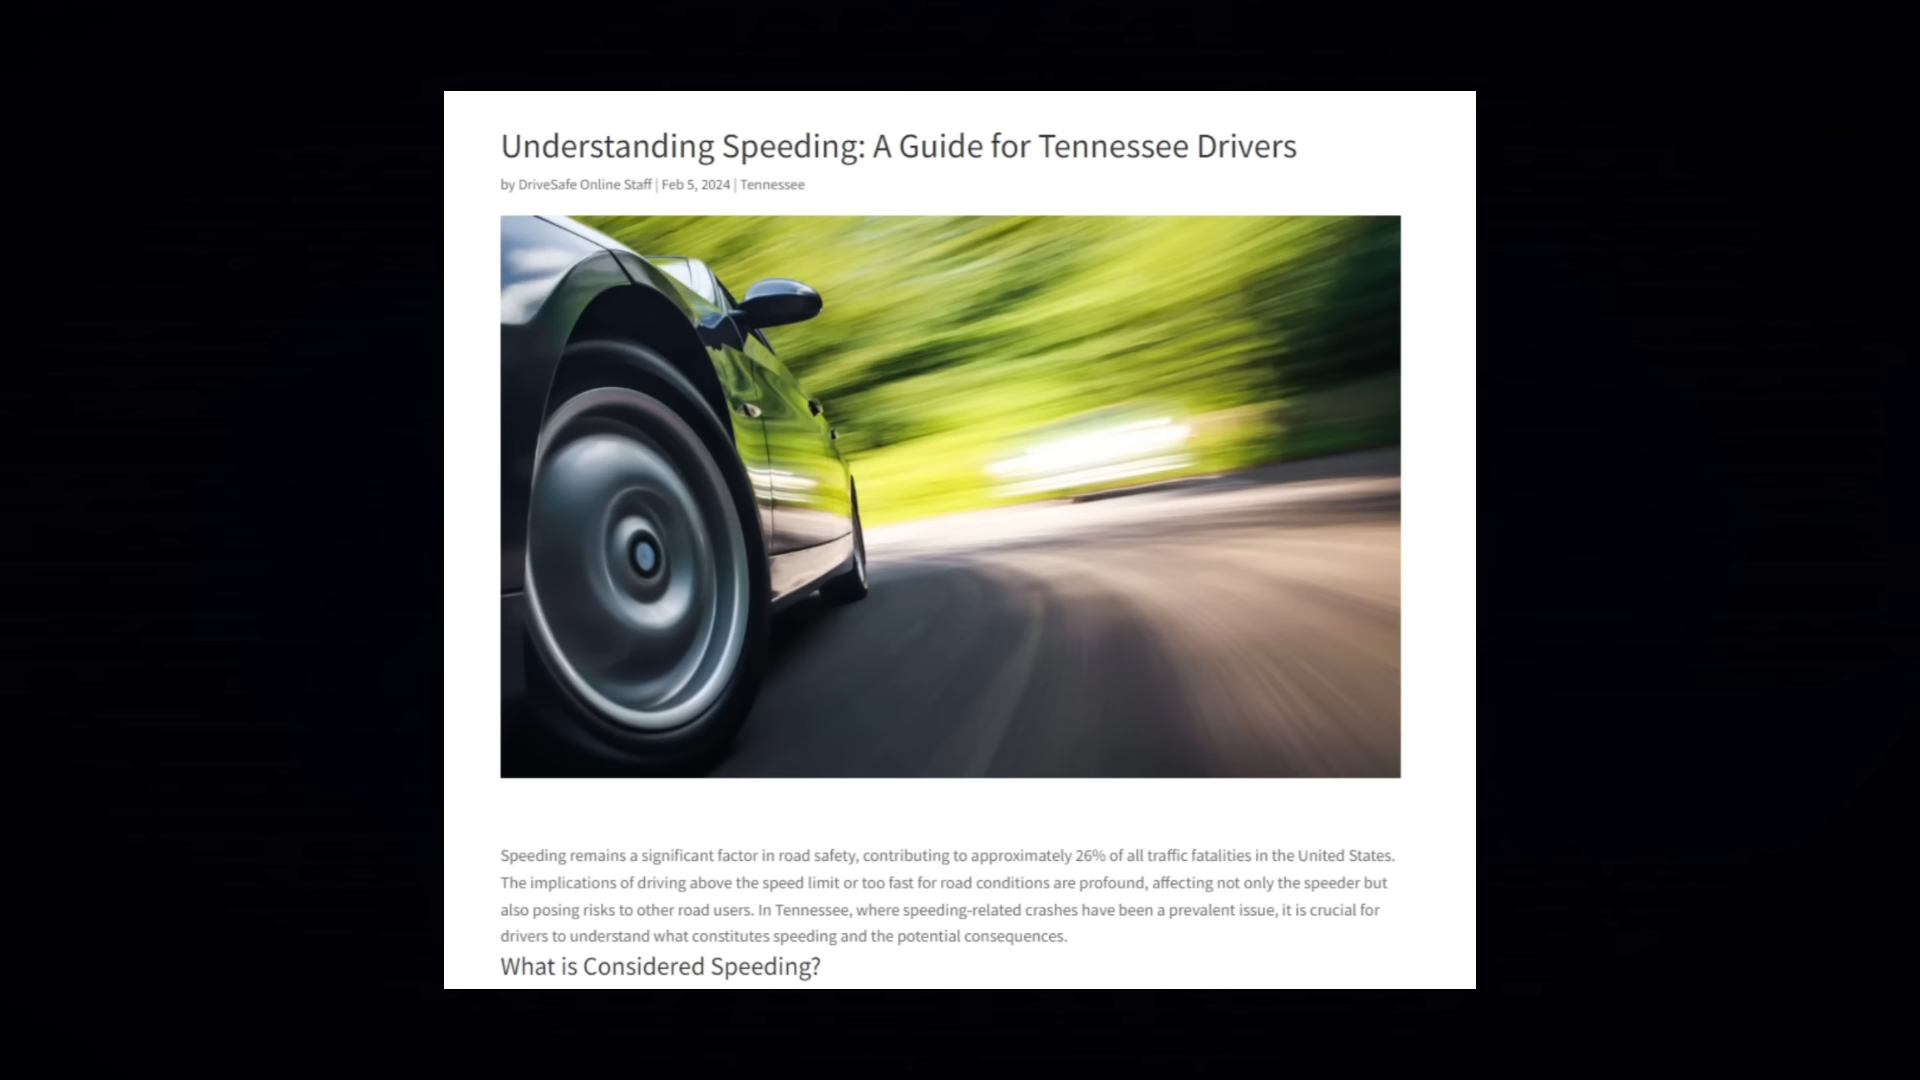 Understanding Speeding: A Guide for Tennessee Drivers
by DriveSafe Online Staff | Feb 5, 2024 | Tennessee
Speeding remains a significant factor in road safety, contributing to approximately 26% of all traffic fatalities in the United States.
The implications of driving above the speed limit or too fast for road conditions are profound, affecting not only the speeder but
also posing risks to other road users. In Tennessee, where speeding-related crashes have been a prevalent issue, it is crucial for
drivers to understand what constitutes speeding and the potential consequences.
What is Considered Speeding?